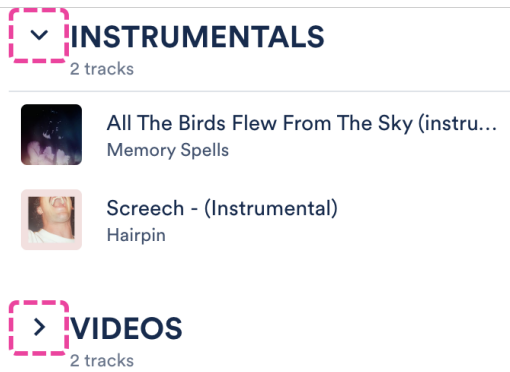 INSTRUMENTALS
2 tracks
All The Birds Flew From The Sky (instru...
Memory Spells
Screech - (Instrumental)
Hairpin
VIDEOS
2 tracks